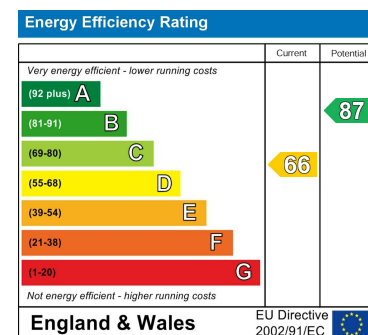 Energy Efficiency Rating
Current Potential
Very energy efficient - lower running costs
(92 plus) A
(81-91) B
87
(69-80) C
66
(55-68) D
(39-54) E
(21-38) F
(1-20) G
Not energy efficient - higher running costs
England & Wales
EU Directive
2002/91/EC